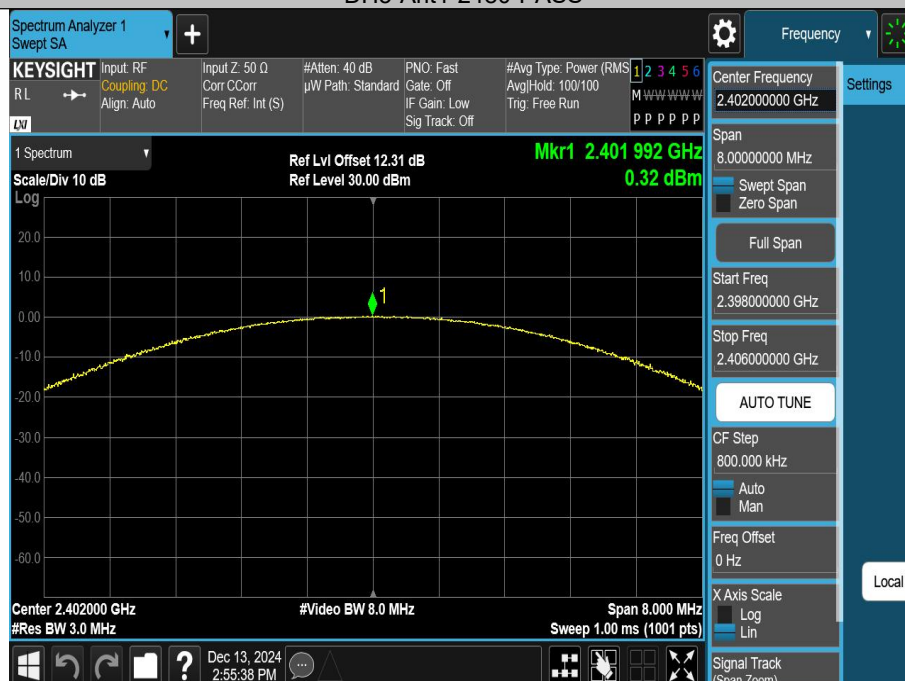 Spectrum Analyzer 1
Swept SA
Frequency
KEYSIGHT
RL
LXI
Input: RF
Coupling: DC
Align: Auto
Input Z: 50 Ω
Corr CCorr
Freq Ref: Int (S)
#Atten: 40 dB
µW Path: Standard
PNO: Fast
Gate: Off
IF Gain: Low
Sig Track: Off
#Avg Type: Power (RMS
Avg|Hold: 100/100
Trig: Free Run
1 2 3 4 5 6
M W W W W W
P P P P P P
Center Frequency
2.402000000 GHz
Settings
1 Spectrum
Scale/Div 10 dB
Log
Ref Lvl Offset 12.31 dB
Ref Level 30.00 dBm
Mkr1 2.401 992 GHz
0.32 dBm
Span
8.00000000 MHz
Swept Span
Zero Span
Full Span
Start Freq
2.398000000 GHz
Stop Freq
2.406000000 GHz
AUTO TUNE
CF Step
800.000 kHz
Auto
Man
Freq Offset
0 Hz
X Axis Scale
Log
Lin
Local
Signal Track
(Span Zoom)
20.0
10.0
0.00
-10.0
-20.0
-30.0
-40.0
-50.0
-60.0
1
Center 2.402000 GHz
#Res BW 3.0 MHz
#Video BW 8.0 MHz
Span 8.000 MHz
Sweep 1.00 ms (1001 pts)
?
Dec 13, 2024
2:55:38 PM